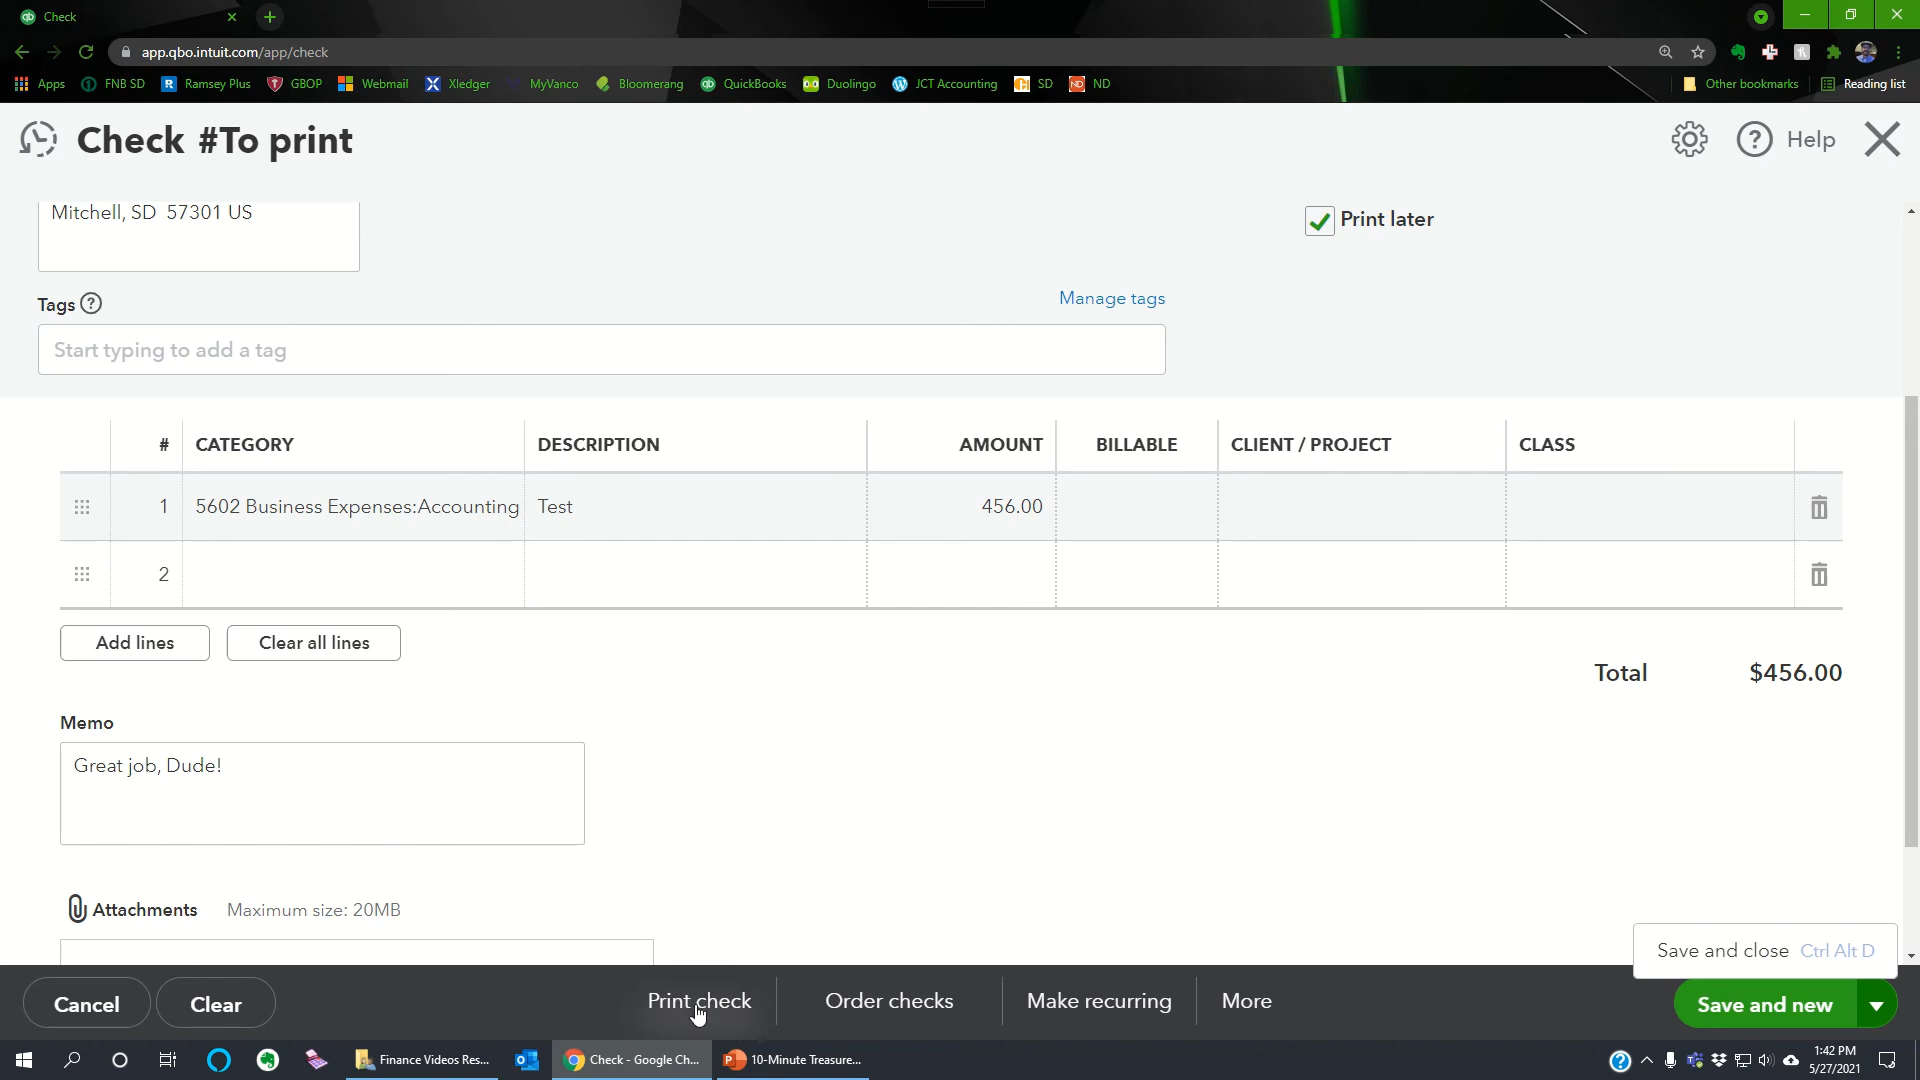 Check
app.qbo.intuit.com/app/check
Apps FNB SD Ramsey Plus GBOP Webmail Xledger MyVanco Bloomerang QuickBooks Duolingo JCT Accounting SD ND Other bookmarks Reading list
Check #To print
Help
Mitchell, SD 57301 US
Print later
Tags
Manage tags
Start typing to add a tag
# CATEGORY DESCRIPTION AMOUNT BILLABLE CLIENT / PROJECT CLASS
1 5602 Business Expenses:Accounting Test 456.00
2
Add lines Clear all lines
Total $456.00
Memo
Great job, Dude!
Attachments Maximum size: 20MB
Save and close Ctrl Alt D
Cancel Clear Print check Order checks Make recurring More Save and new
Finance Videos Res... Check - Google Ch... 10-Minute Treasure...
1:42 PM
5/27/2021